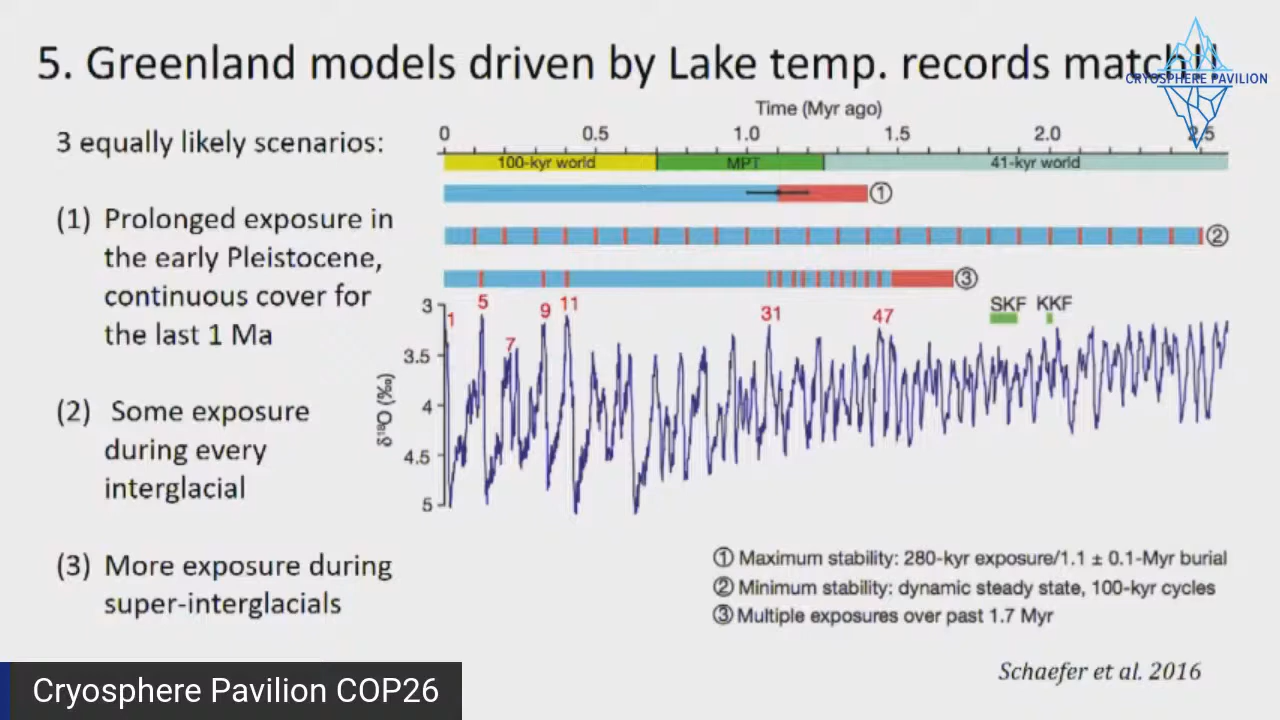 5. Greenland models driven by Lake temp. records match!!
CRYOSPHERE PAVILION
3 equally likely scenarios:
(1) Prolonged exposure in
the early Pleistocene,
continuous cover for
the last 1 Ma
(2) Some exposure
during every
interglacial
(3) More exposure during
super-interglacials
Time (Myr ago)
0 0.5 1.0 1.5 2.0 2.5
100-kyr world MPT 41-kyr world
①
②
③
1 5 7 9 11 31 47 SKF KKF
δ¹⁸O (‰)
3
3.5
4
4.5
5
① Maximum stability: 280-kyr exposure/1.1 ± 0.1-Myr burial
② Minimum stability: dynamic steady state, 100-kyr cycles
③ Multiple exposures over past 1.7 Myr
Schaefer et al. 2016
Cryosphere Pavilion COP26